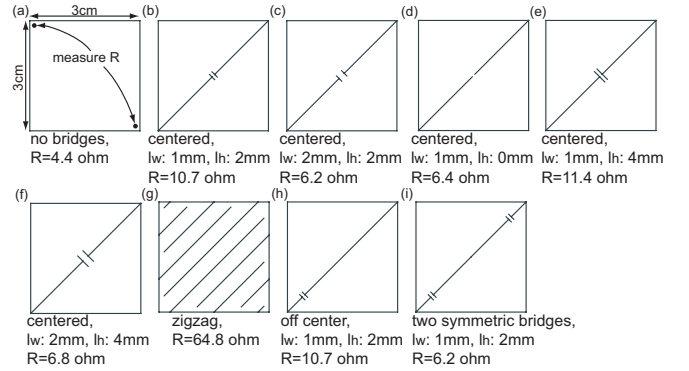 (a)
3cm
3cm
measure R
no bridges,
R=4.4 ohm
(b)
centered,
lw: 1mm, lh: 2mm
R=10.7 ohm
(c)
centered,
lw: 2mm, lh: 2mm
R=6.2 ohm
(d)
centered,
lw: 1mm, lh: 0mm
R=6.4 ohm
(e)
centered,
lw: 1mm, lh: 4mm
R=11.4 ohm
(f)
centered,
lw: 2mm, lh: 4mm
R=6.8 ohm
(g)
zigzag,
R=64.8 ohm
(h)
off center,
lw: 1mm, lh: 2mm
R=10.7 ohm
(i)
two symmetric bridges,
lw: 1mm, lh: 2mm
R=6.2 ohm